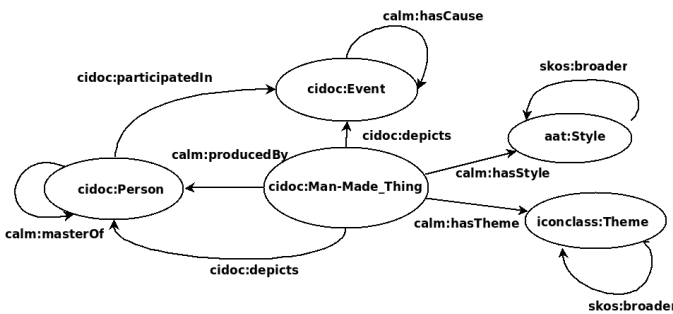 calm:hasCause
skos:broader
cidoc:participatedIn
cidoc:Event
cidoc:depicts
aat:Style
calm:producedBy
calm:hasStyle
cidoc:Person
cidoc:Man-Made_Thing
calm:hasTheme
iconclass:Theme
calm:masterOf
cidoc:depicts
skos:broader